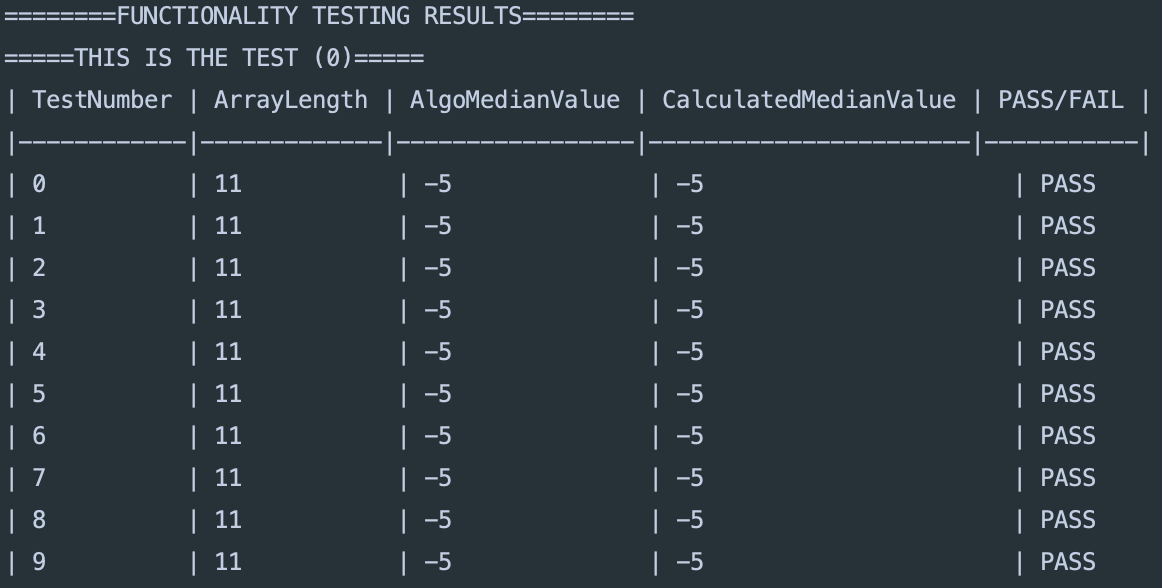 ========FUNCTIONALITY TESTING RESULTS========
=====THIS IS THE TEST (0)=====
| TestNumber | ArrayLength | AlgoMedianValue | CalculatedMedianValue | PASS/FAIL |
|------------|-------------|-----------------|-----------------------|-----------|
| 0          | 11           | -5              | -5                      | PASS
| 1          | 11           | -5              | -5                      | PASS
| 2          | 11           | -5              | -5                      | PASS
| 3          | 11           | -5              | -5                      | PASS
| 4          | 11           | -5              | -5                      | PASS
| 5          | 11           | -5              | -5                      | PASS
| 6          | 11           | -5              | -5                      | PASS
| 7          | 11           | -5              | -5                      | PASS
| 8          | 11           | -5              | -5                      | PASS
| 9          | 11           | -5              | -5                      | PASS